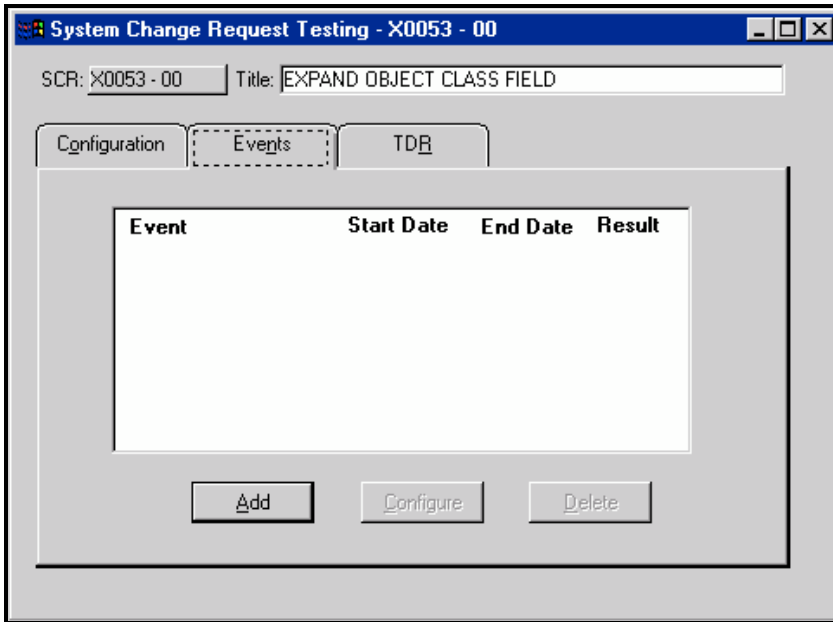 System Change Request Testing - X0053 - 00
SCR: X0053 - 00 Title: EXPAND OBJECT CLASS FIELD
Configuration Events TDR
Event Start Date End Date Result
Add Configure Delete